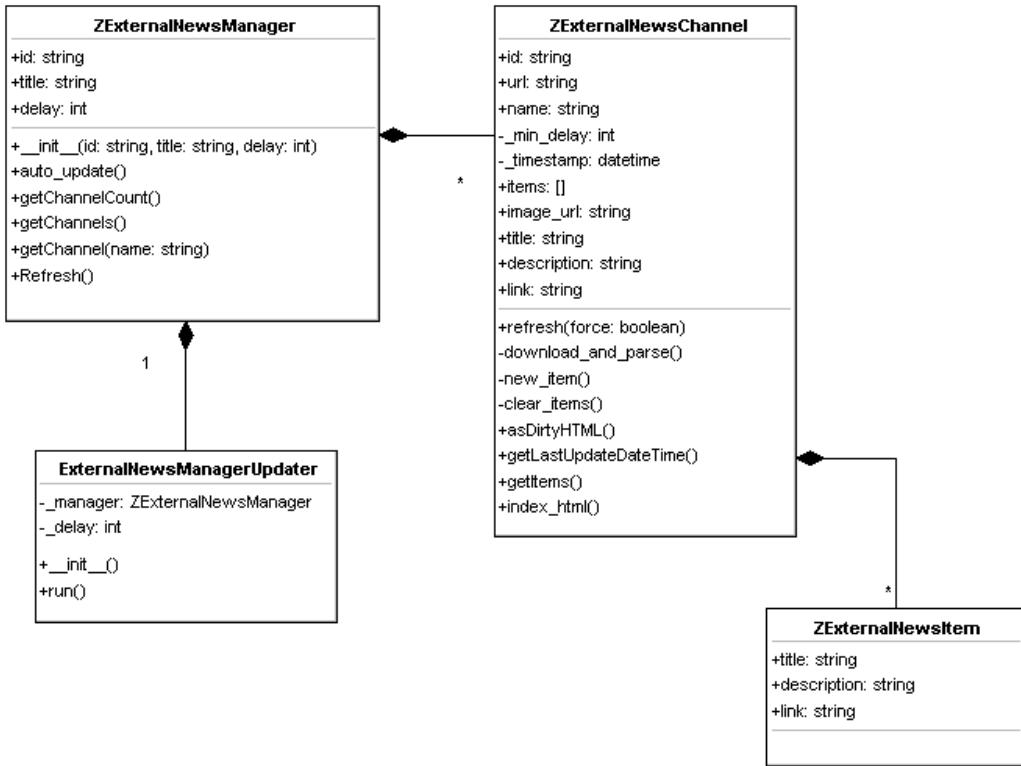 ZExternalNewsManager
+id: string
+title: string
+delay: int
+__init__(id: string, title: string, delay: int)
+auto_update()
+getChannelCount()
+getChannels()
+getChannel(name: string)
+Refresh()
*
1
ZExternalNewsChannel
+id: string
+url: string
+name: string
-_min_delay: int
-_timestamp: datetime
+items: []
+image_url: string
+title: string
+description: string
+link: string
+refresh(force: boolean)
-download_and_parse()
-new_item()
-clear_items()
+asDirtyHTML()
+getLastUpdateDateTime()
+getItems()
+index_html()
ExternalNewsManagerUpdater
-_manager: ZExternalNewsManager
-_delay: int
+__init__()
+run()
*
ZExternalNewsItem
+title: string
+description: string
+link: string